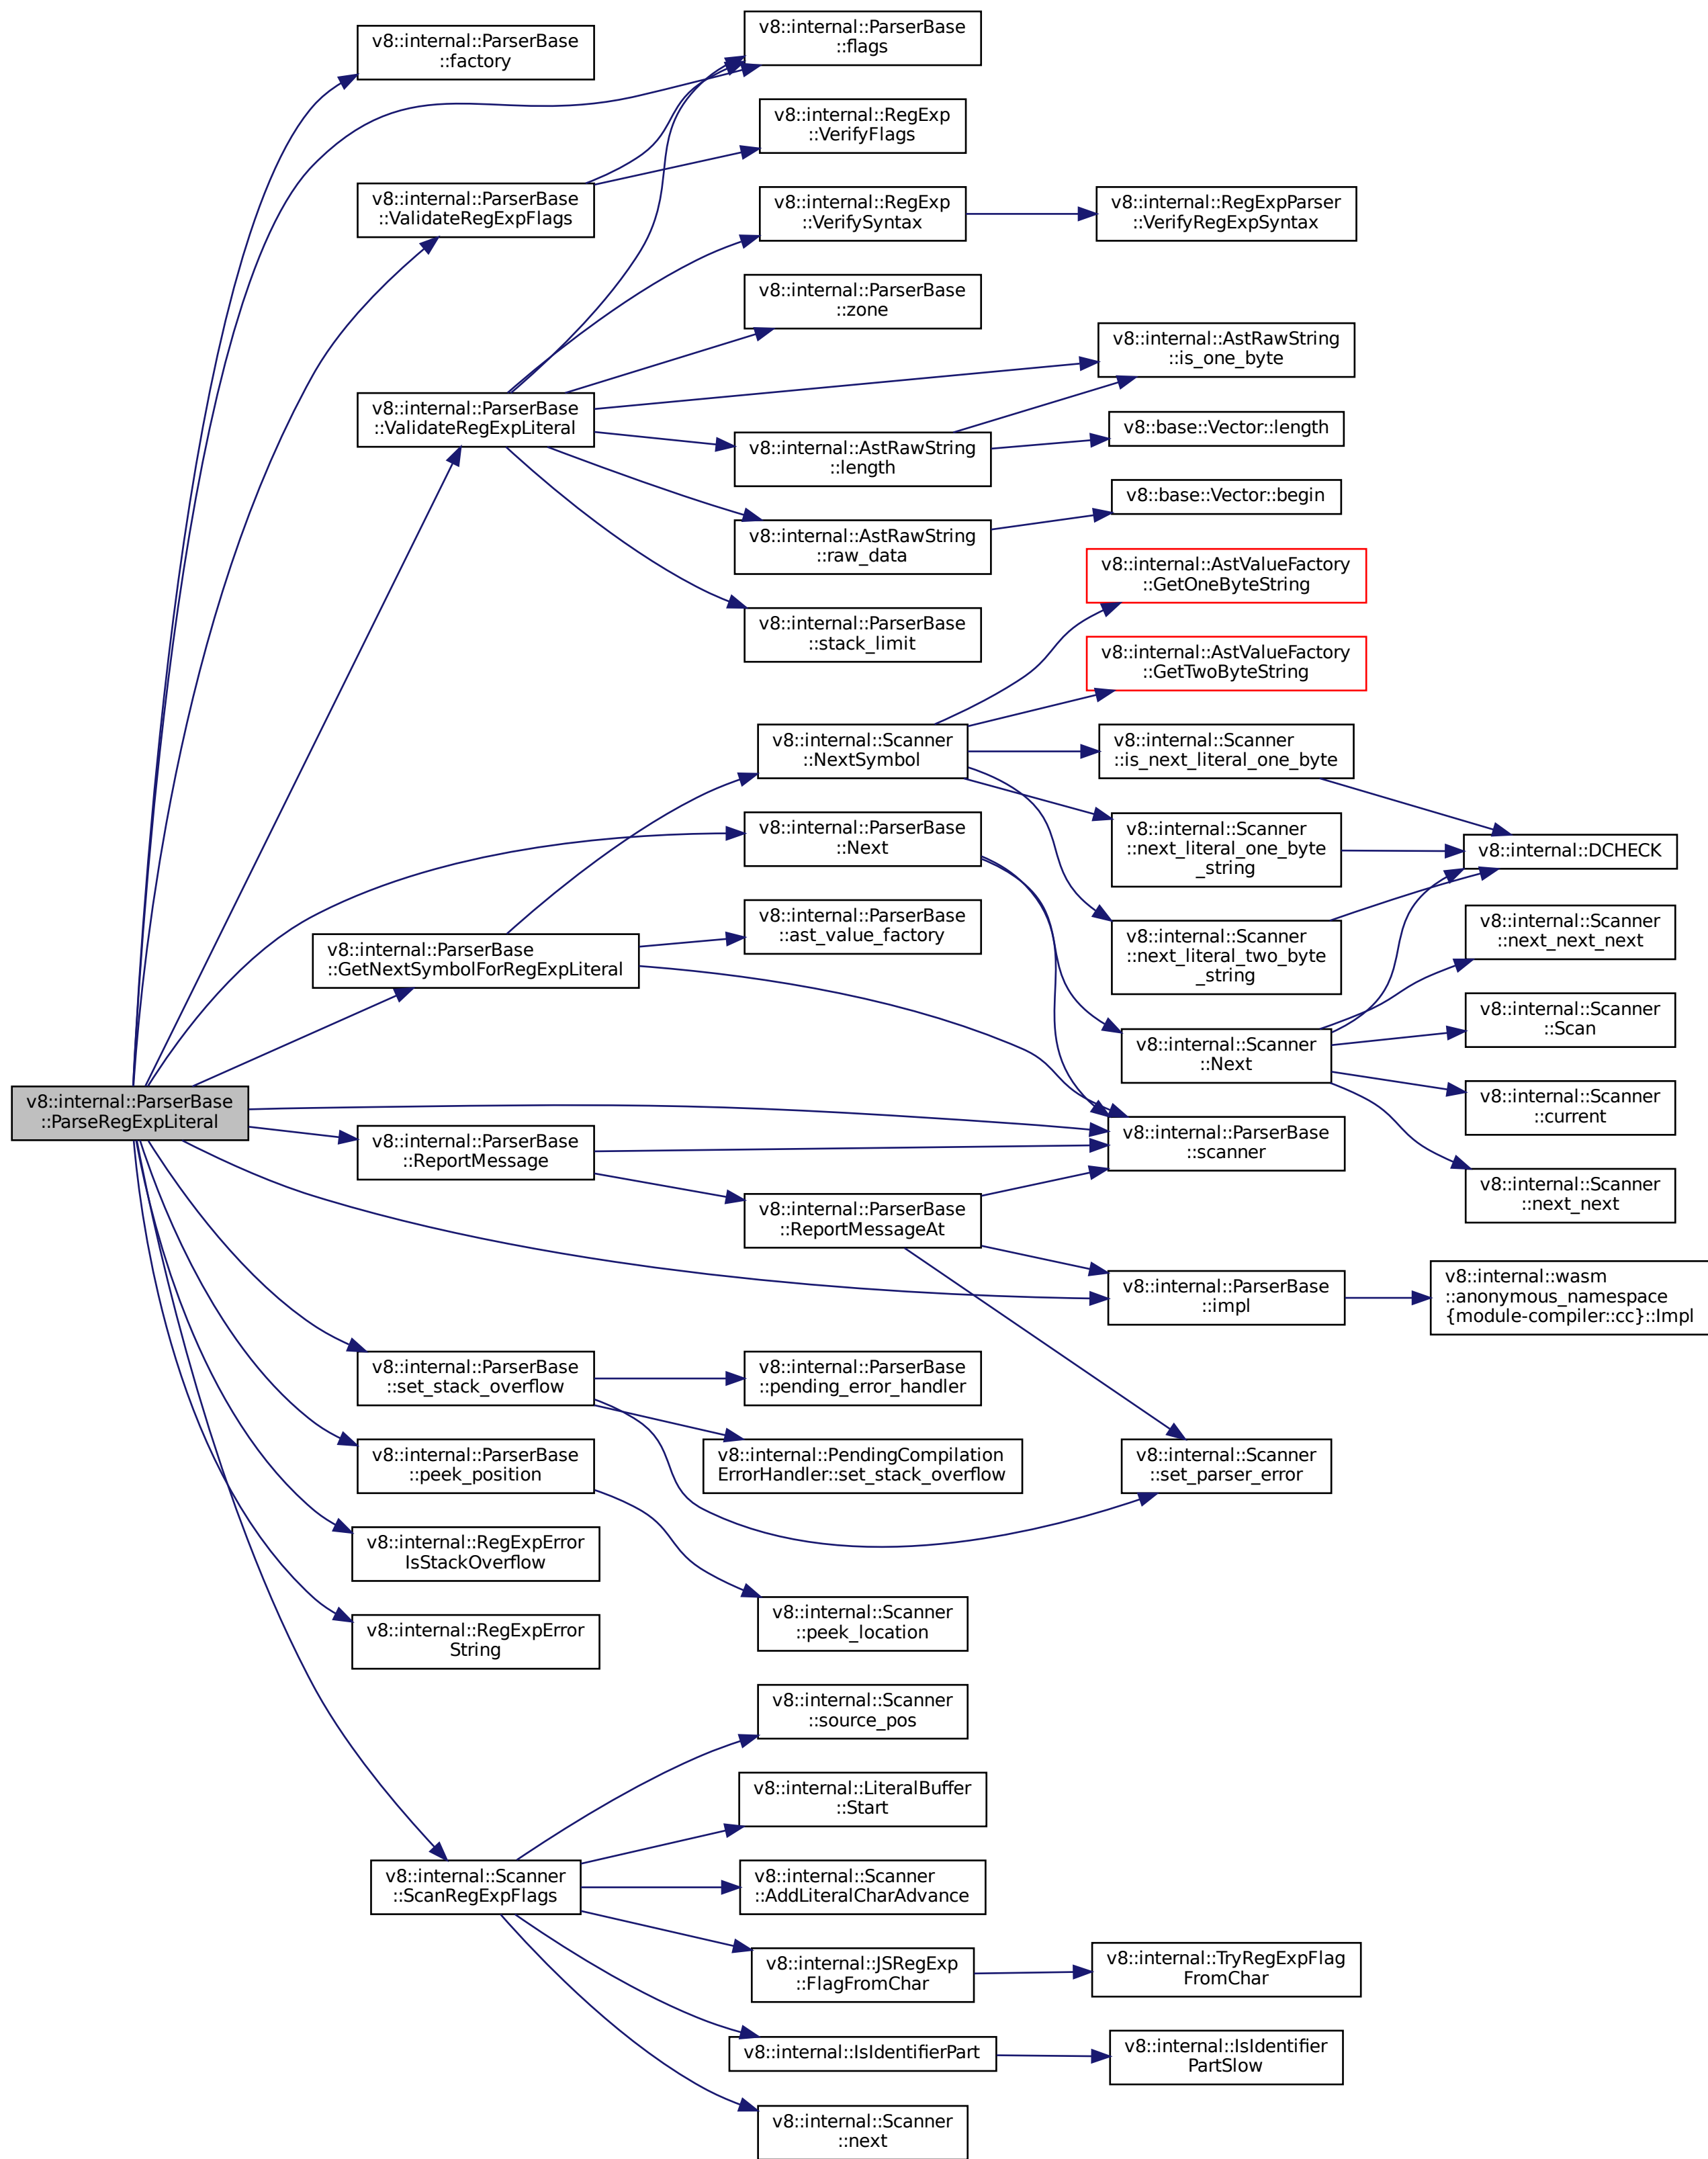 v8::internal::ParserBase
::ParseRegExpLiteral
v8::internal::ParserBase
::factory
v8::internal::ParserBase
::flags
v8::internal::ParserBase
::ValidateRegExpFlags
v8::internal::RegExp
::VerifyFlags
v8::internal::RegExp
::VerifySyntax
v8::internal::RegExpParser
::VerifyRegExpSyntax
v8::internal::ParserBase
::zone
v8::internal::ParserBase
::ValidateRegExpLiteral
v8::internal::AstRawString
::is_one_byte
v8::internal::AstRawString
::length
v8::base::Vector::length
v8::internal::AstRawString
::raw_data
v8::base::Vector::begin
v8::internal::ParserBase
::stack_limit
v8::internal::AstValueFactory
::GetOneByteString
v8::internal::AstValueFactory
::GetTwoByteString
v8::internal::Scanner
::NextSymbol
v8::internal::Scanner
::is_next_literal_one_byte
v8::internal::Scanner
::next_literal_one_byte
_string
v8::internal::DCHECK
v8::internal::ParserBase
::Next
v8::internal::ParserBase
::GetNextSymbolForRegExpLiteral
v8::internal::ParserBase
::ast_value_factory
v8::internal::Scanner
::next_literal_two_byte
_string
v8::internal::Scanner
::next_next_next
v8::internal::Scanner
::Scan
v8::internal::Scanner
::Next
v8::internal::Scanner
::current
v8::internal::ParserBase
::ReportMessage
v8::internal::ParserBase
::scanner
v8::internal::Scanner
::next_next
v8::internal::ParserBase
::ReportMessageAt
v8::internal::ParserBase
::impl
v8::internal::wasm
::anonymous_namespace
{module-compiler::cc}::Impl
v8::internal::ParserBase
::set_stack_overflow
v8::internal::ParserBase
::pending_error_handler
v8::internal::ParserBase
::peek_position
v8::internal::PendingCompilation
ErrorHandler::set_stack_overflow
v8::internal::Scanner
::set_parser_error
v8::internal::RegExpError
IsStackOverflow
v8::internal::Scanner
::peek_location
v8::internal::RegExpError
String
v8::internal::Scanner
::source_pos
v8::internal::LiteralBuffer
::Start
v8::internal::Scanner
::ScanRegExpFlags
v8::internal::Scanner
::AddLiteralCharAdvance
v8::internal::JSRegExp
::FlagFromChar
v8::internal::TryRegExpFlag
FromChar
v8::internal::IsIdentifierPart
v8::internal::IsIdentifier
PartSlow
v8::internal::Scanner
::next